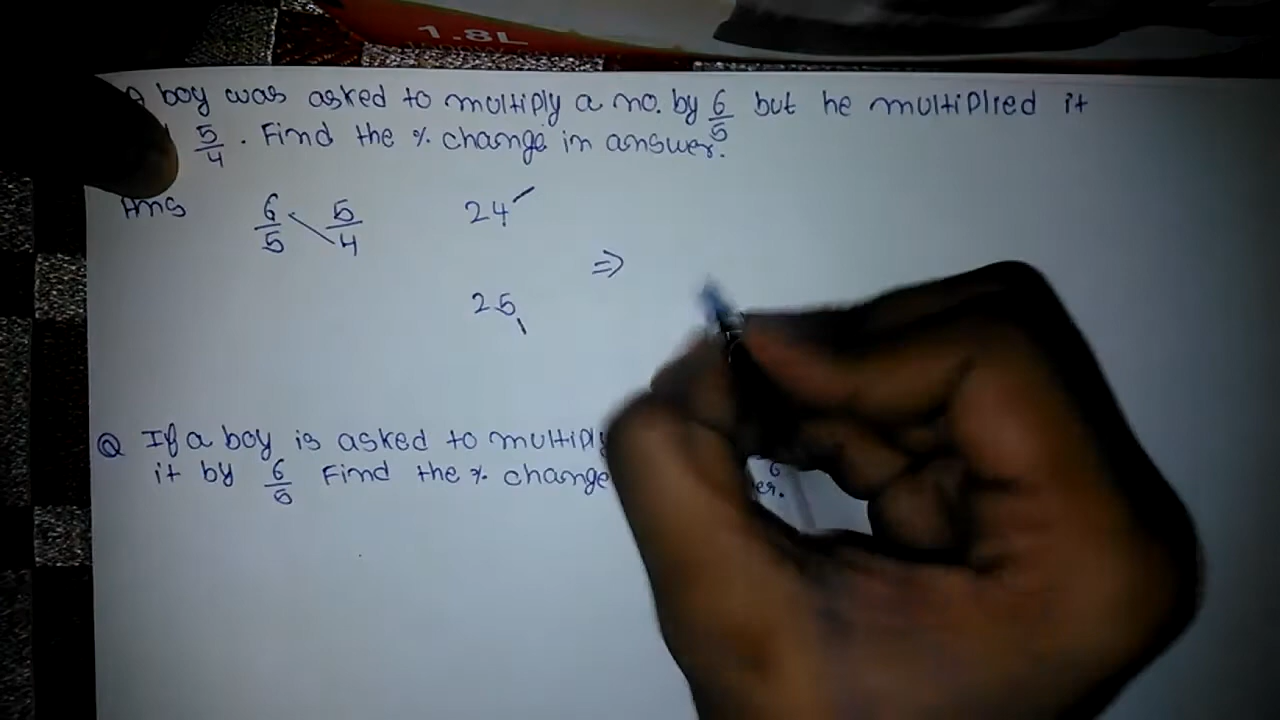 1.8L
boy was asked to multiply a no. by 6/5 but he multiplied it
5/4. Find the % change in answer.
Ans 6/5 5/4 24
⇒
25
Q If a boy is asked to
it by 6/5 Find the % change